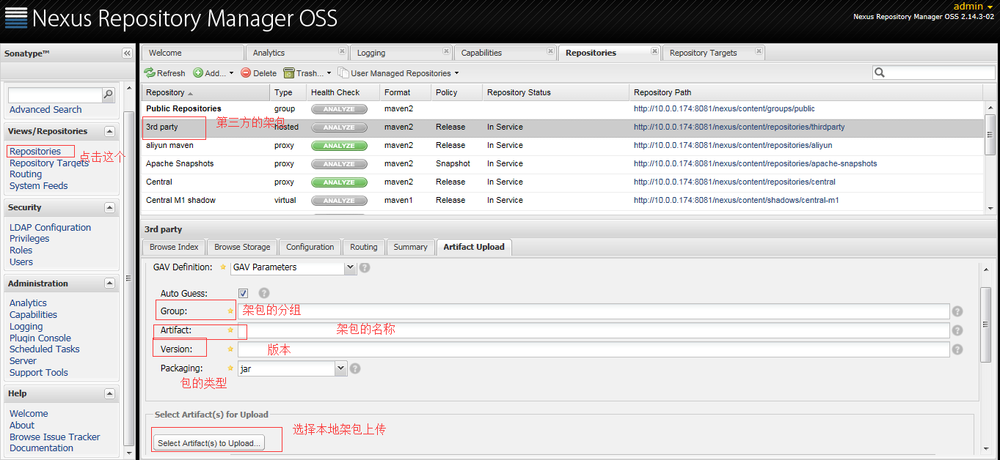 Nexus Repository Manager OSS
admin
Nexus Repository Manager OSS 2.14.3-02
Sonatype™
Advanced Search
Views/Repositories
Repositories
点击这个
Repository Targets
Routing
System Feeds
Security
LDAP Configuration
Privileges
Roles
Users
Administration
Analytics
Capabilities
Logging
Plugin Console
Scheduled Tasks
Server
Support Tools
Help
Welcome
About
Browse Issue Tracker
Documentation
Welcome Analytics Logging Capabilities Repositories Repository Targets
Refresh Add... Delete Trash... User Managed Repositories
Repository Type Health Check Format Policy Repository Status Repository Path
Public Repositories group ANALYZE maven2 http://10.0.0.174:8081/nexus/content/groups/public
3rd party 第三方的架包 hosted ANALYZE maven2 Release In Service http://10.0.0.174:8081/nexus/content/repositories/thirdparty
aliyun maven proxy ANALYZE maven2 Release In Service http://10.0.0.174:8081/nexus/content/repositories/aliyun
Apache Snapshots proxy ANALYZE maven2 Snapshot In Service http://10.0.0.174:8081/nexus/content/repositories/apache-snapshots
Central proxy ANALYZE maven2 Release In Service http://10.0.0.174:8081/nexus/content/repositories/central
Central M1 shadow virtual ANALYZE maven1 Release In Service http://10.0.0.174:8081/nexus/content/shadows/central-m1
3rd party
Browse Index Browse Storage Configuration Routing Summary Artifact Upload
GAV Definition: GAV Parameters
Auto Guess:
Group: 架包的分组
Artifact: 架包的名称
Version: 版本
Packaging: jar
包的类型
Select Artifact(s) for Upload
选择本地架包上传
Select Artifact(s) to Upload...